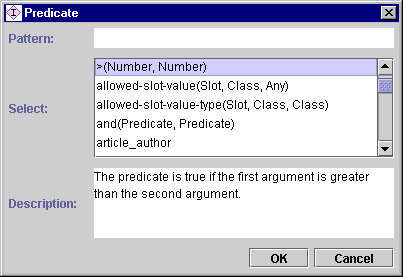 Predicate
Pattern:
Select:
>(Number, Number)
allowed-slot-value(Slot, Class, Any)
allowed-slot-value-type(Slot, Class, Class)
and(Predicate, Predicate)
article_author
Description:
The predicate is true if the first argument is greater
than the second argument.
OK
Cancel